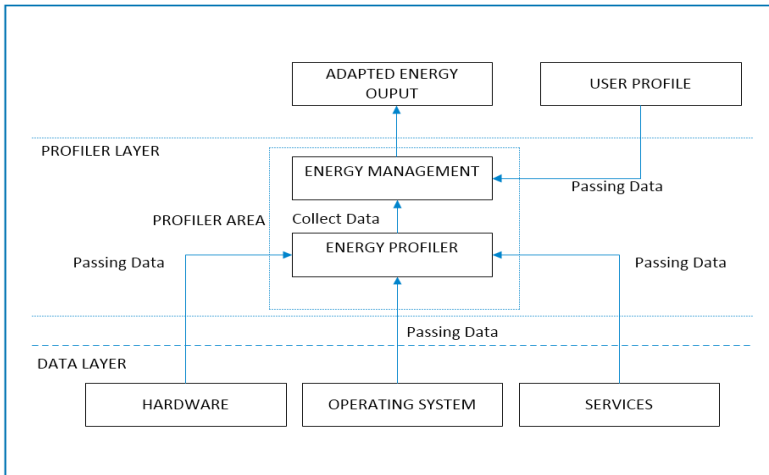 ADAPTED ENERGY
OUPUT
USER PROFILE
PROFILER LAYER
ENERGY MANAGEMENT
Passing Data
PROFILER AREA
Collect Data
ENERGY PROFILER
Passing Data
Passing Data
Passing Data
DATA LAYER
HARDWARE
OPERATING SYSTEM
SERVICES